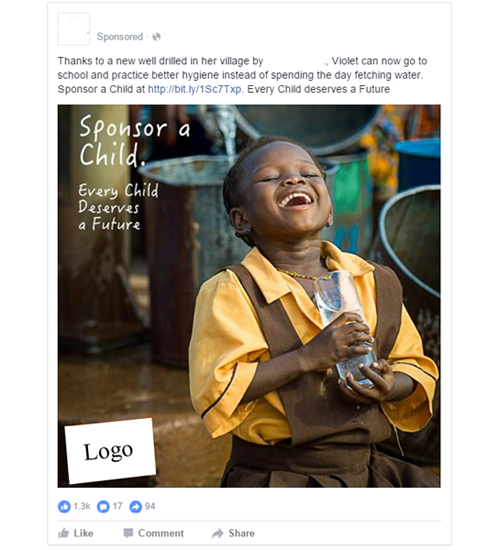 Sponsored ·
Thanks to a new well drilled in her village by ., Violet can now go to
school and practice better hygiene instead of spending the day fetching water.
Sponsor a Child at http://bit.ly/1Sc7Txp. Every Child deserves a Future
Sponsor a
Child.
Every Child
Deserves
a Future
Logo
1.3k 17 94
Like Comment Share